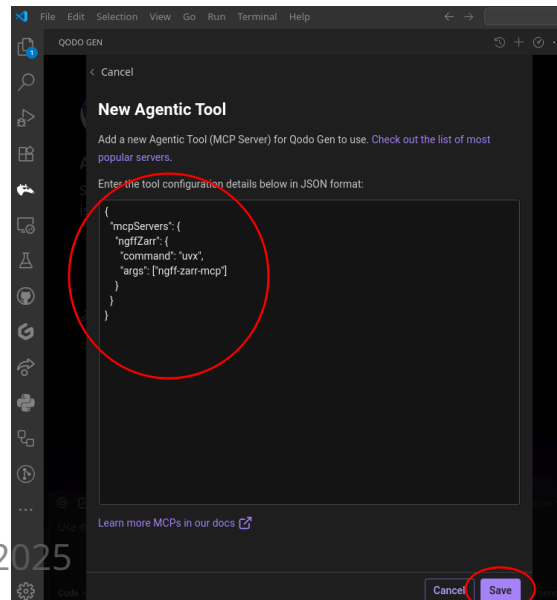 File Edit Selection View Go Run Terminal Help
QODO GEN
1
Cancel
New Agentic Tool
Add a new Agentic Tool (MCP Server) for Qodo Gen to use. Check out the list of most
popular servers.
Enter the tool configuration details below in JSON format:
{
"mcpServers": {
"ngffZarr": {
"command": "uvx",
"args": ["ngff-zarr-mcp"]
}
}
}
@
Use
Learn more MCPs in our docs
2025
Code
Cancel Save